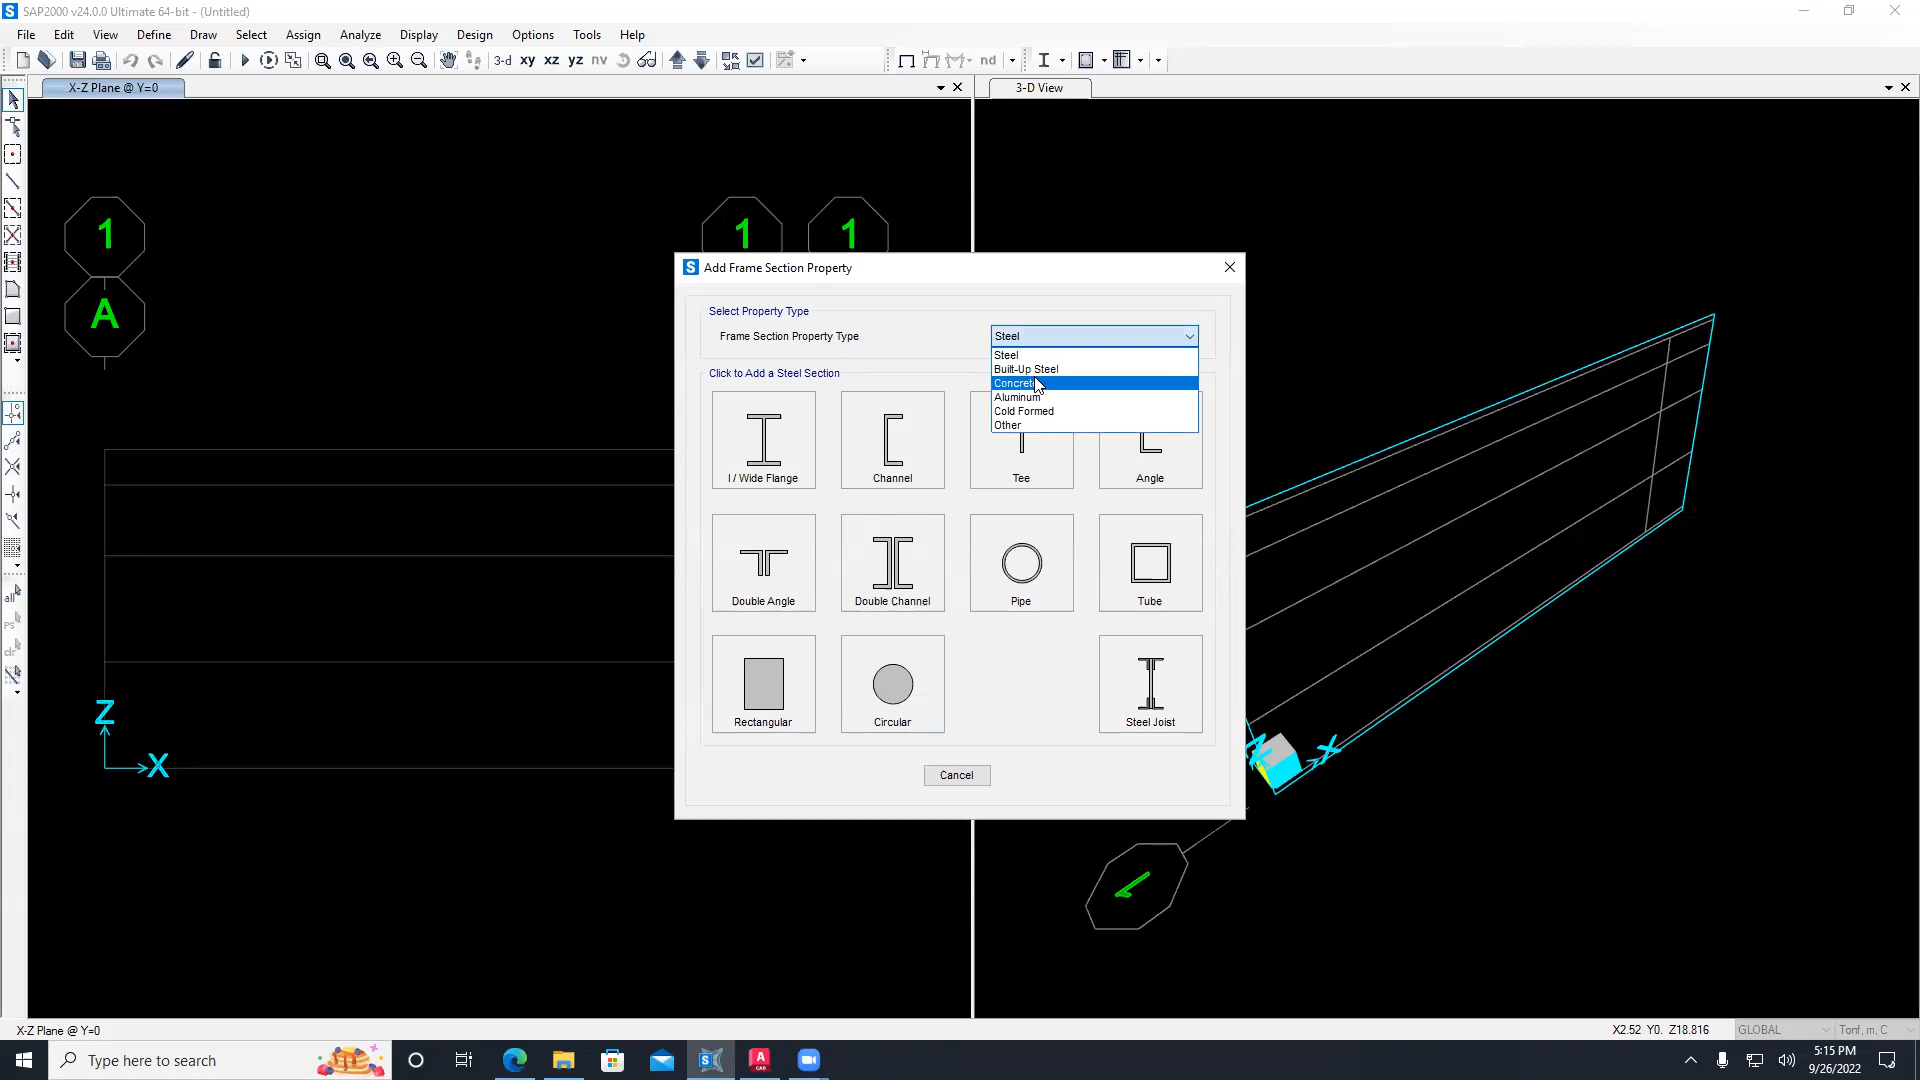 SAP2000 v24.0.0 Ultimate 64-bit - (Untitled)
File Edit View Define Draw Select Assign Analyze Display Design Options Tools Help
3-d xy xz yz nv nd
X-Z Plane @ Y=0
3-D View
1
1
1
A
Z
X
Add Frame Section Property
Select Property Type
Frame Section Property Type
Steel
Steel
Built-Up Steel
Concrete
Aluminum
Cold Formed
Other
Click to Add a Steel Section
I / Wide Flange
Channel
Tee
Angle
Double Angle
Double Channel
Pipe
Tube
Rectangular
Circular
Steel Joist
Cancel
X
all
ps
clr
X-Z Plane @ Y=0
X2.52 Y0. Z18.816
GLOBAL
Tonf, m, C
Type here to search
5:15 PM
9/26/2022